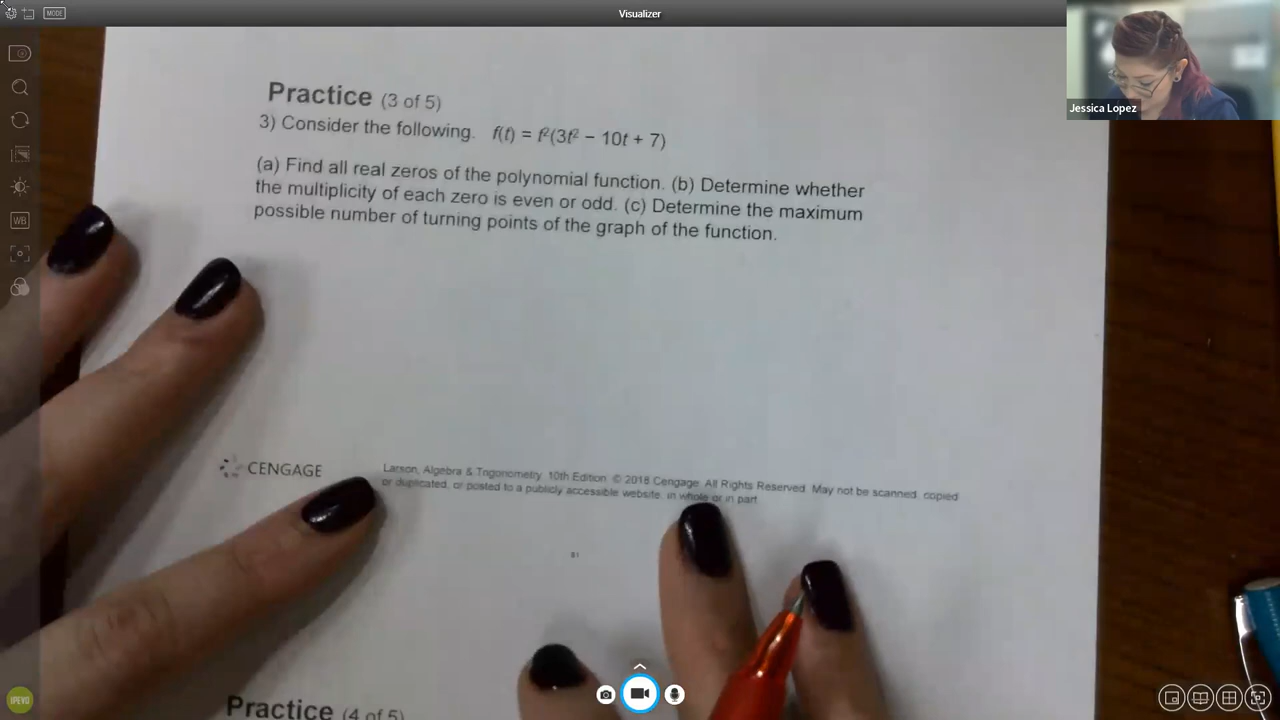 MODE
Visualizer
Jessica Lopez
WB
Practice (3 of 5)
3) Consider the following. f(t) = t²(3t² − 10t + 7)
(a) Find all real zeros of the polynomial function. (b) Determine whether
the multiplicity of each zero is even or odd. (c) Determine the maximum
possible number of turning points of the graph of the function.
CENGAGE
Larson, Algebra & Trigonometry, 10th Edition. © 2018 Cengage. All Rights Reserved. May not be scanned, copied
or duplicated, or posted to a publicly accessible website, in whole or in part.
81
Practice (4 of 5)
IPEVO